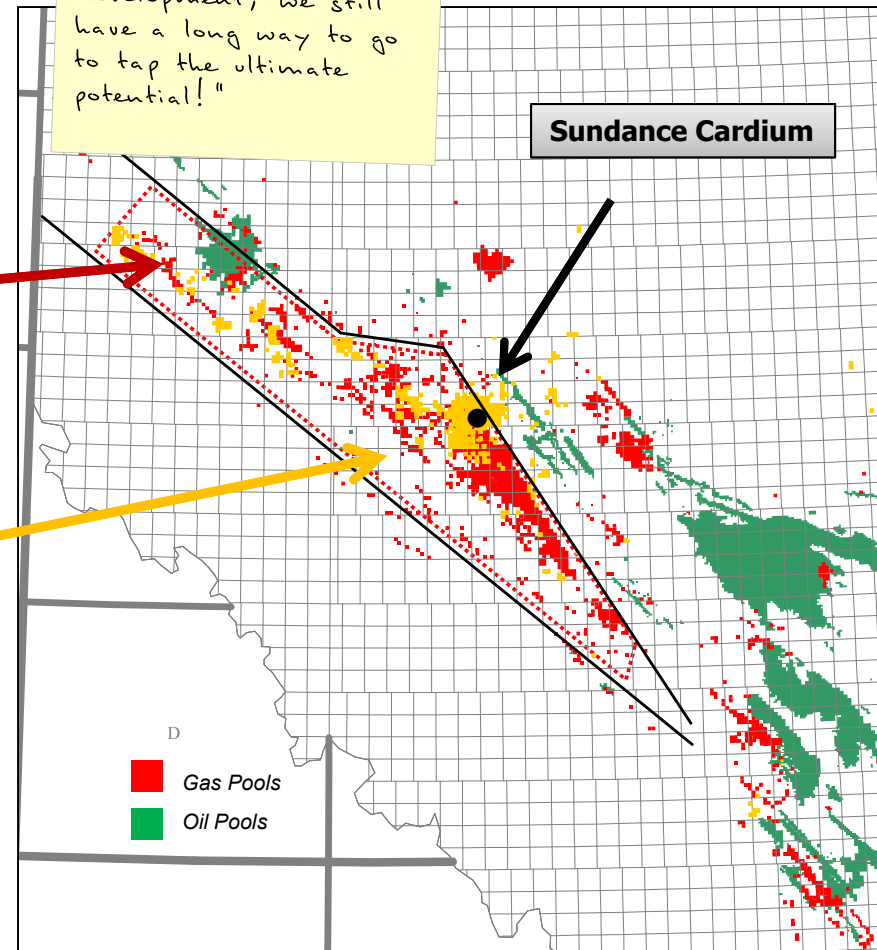 have a long way to go
to tap the ultimate
potential!"
Sundance Cardium
D
Gas Pools
Oil Pools